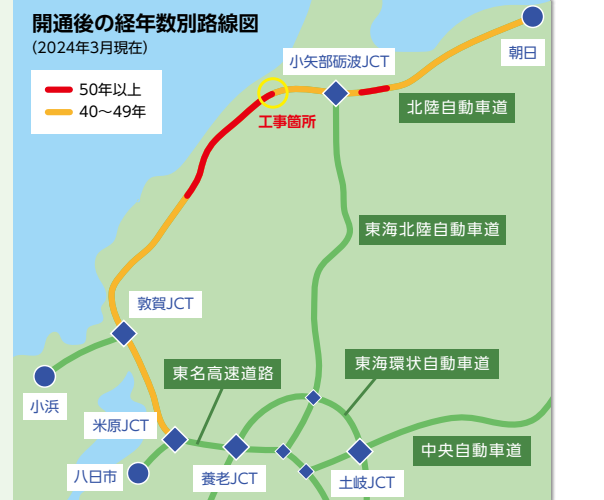 開通後の経年数別路線図
(2024年3月現在)
50年以上
40〜49年
小矢部砺波JCT
朝日
工事箇所
北陸自動車道
東海北陸自動車道
敦賀JCT
東海環状自動車道
東名高速道路
小浜
米原JCT
中央自動車道
八日市
養老JCT
土岐JCT